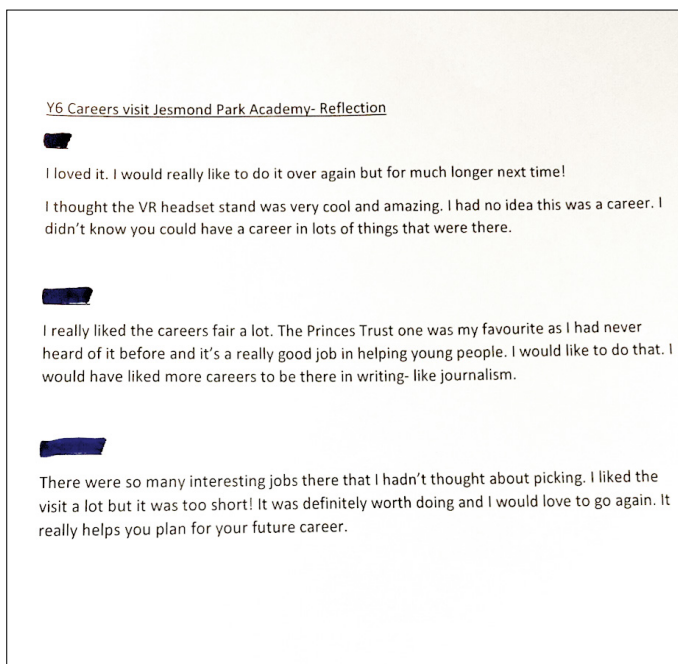 Y6 Careers visit Jesmond Park Academy- Reflection
I loved it. I would really like to do it over again but for much longer next time!
I thought the VR headset stand was very cool and amazing. I had no idea this was a career. I
didn't know you could have a career in lots of things that were there.
I really liked the careers fair a lot. The Princes Trust one was my favourite as I had never
heard of it before and it's a really good job in helping young people. I would like to do that. I
would have liked more careers to be there in writing- like journalism.
There were so many interesting jobs there that I hadn't thought about picking. I liked the
visit a lot but it was too short! It was definitely worth doing and I would love to go again. It
really helps you plan for your future career.